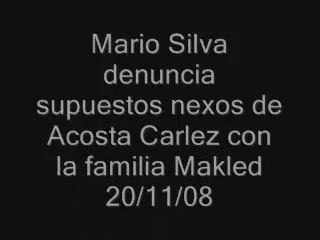 Mario Silva
denuncia
supuestos nexos de
Acosta Carlez con
la familia Makled
20/11/08